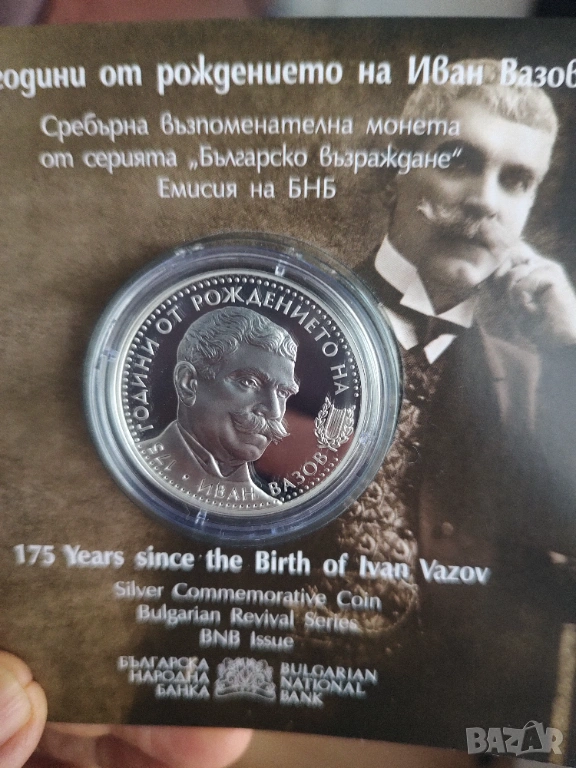 години от рождението на Иван Вазов
Сребърна възпоменателна монета
от серията „Българско възраждане“
Емисия на БНБ
175 ГОДИНИ ОТ РОЖДЕНИЕТО НА
ИВАН ВАЗОВ
175 Years since the Birth of Ivan Vazov
Silver Commemorative Coin
Bulgarian Revival Series
BNB Issue
БЪЛГАРСКА
НАРОДНА
БАНКА
BULGARIAN
NATIONAL
BANK
BAZAR